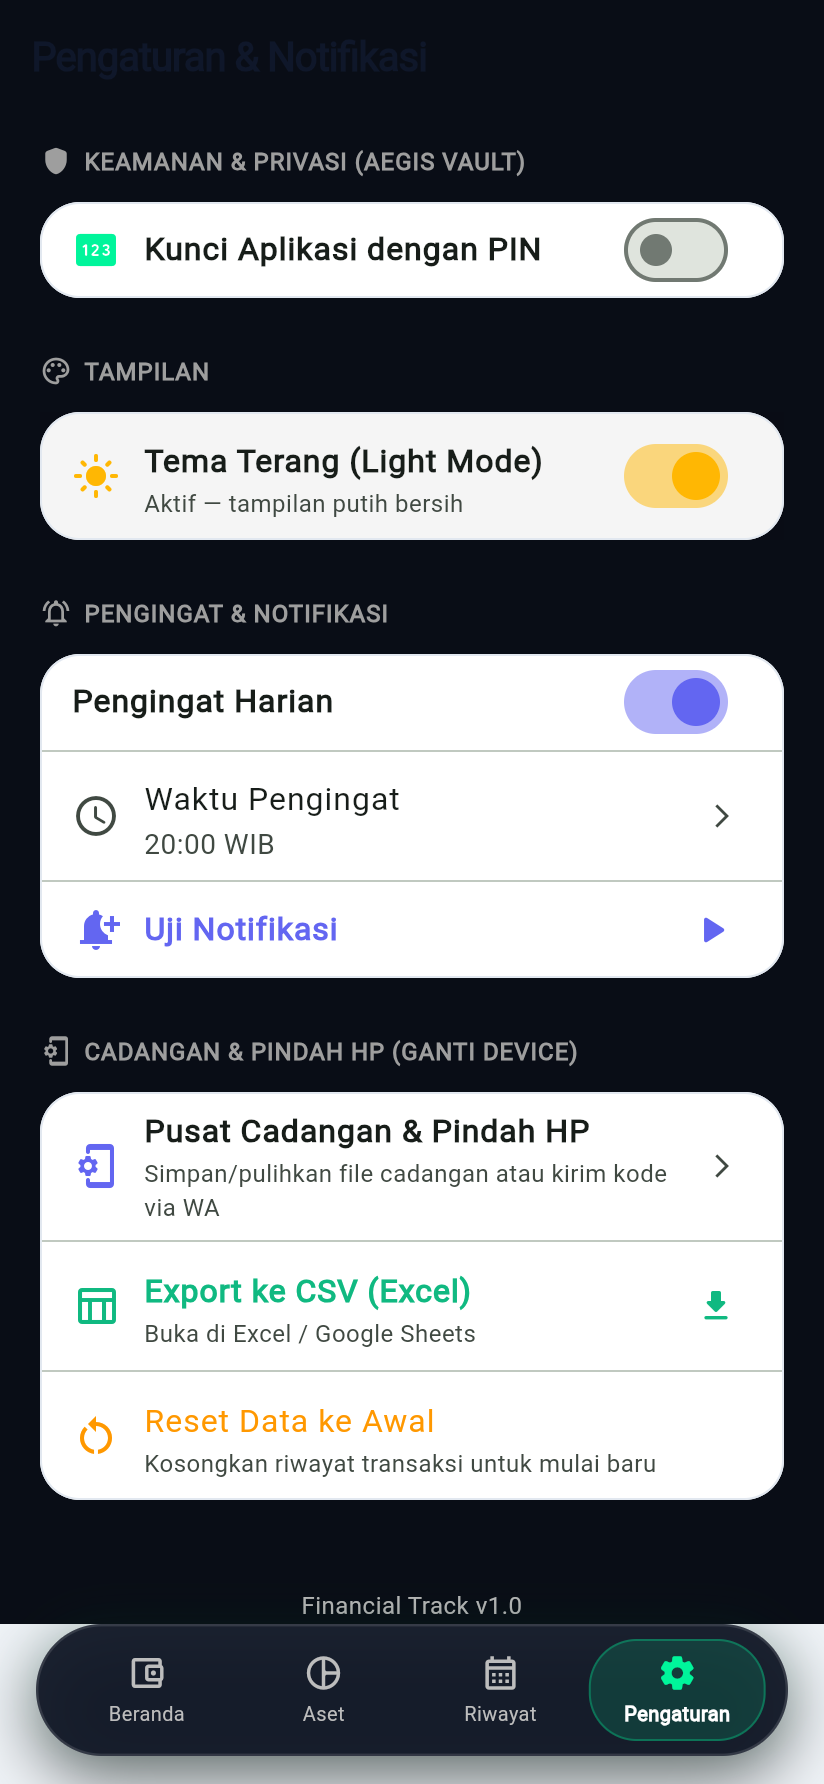 Pengaturan & Notifikasi
KEAMANAN & PRIVASI (AEGIS VAULT)
123
Kunci Aplikasi dengan PIN
TAMPILAN
Tema Terang (Light Mode)
Aktif — tampilan putih bersih
PENGINGAT & NOTIFIKASI
Pengingat Harian
Waktu Pengingat
20:00 WIB
Uji Notifikasi
CADANGAN & PINDAH HP (GANTI DEVICE)
Pusat Cadangan & Pindah HP
Simpan/pulihkan file cadangan atau kirim kode
via WA
Export ke CSV (Excel)
Buka di Excel / Google Sheets
Reset Data ke Awal
Kosongkan riwayat transaksi untuk mulai baru
Financial Track v1.0
Beranda
Aset
Riwayat
Pengaturan